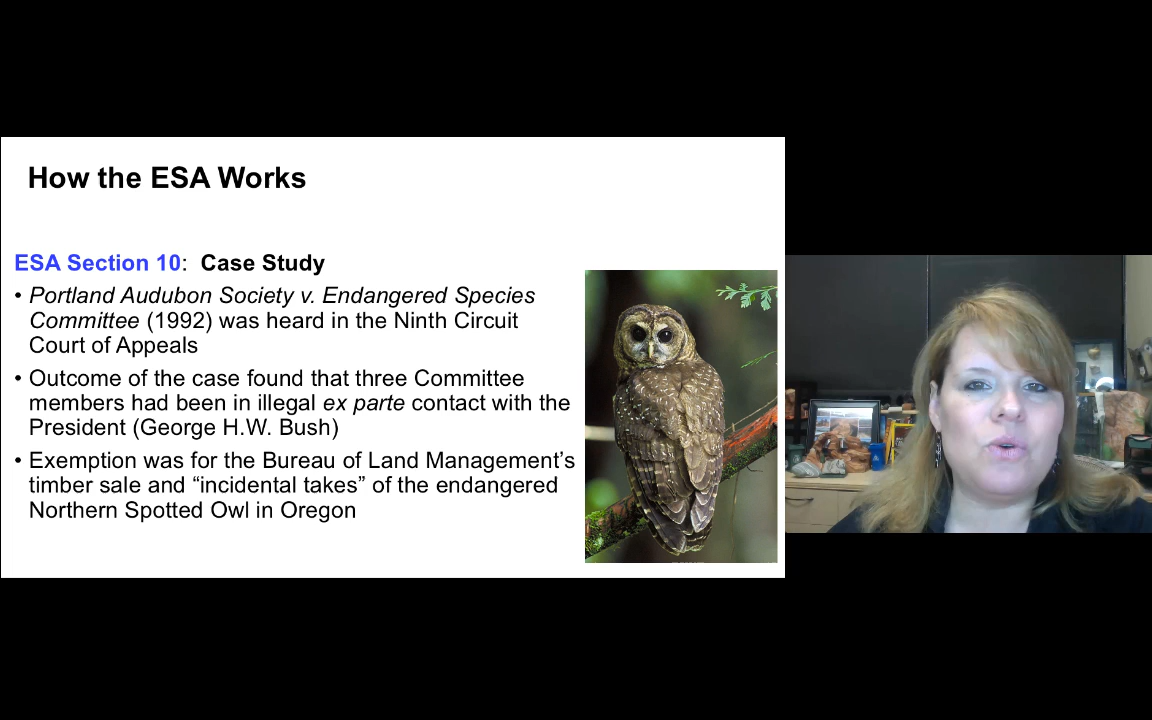 How the ESA Works
ESA Section 10:  Case Study
• Portland Audubon Society v. Endangered Species
Committee (1992) was heard in the Ninth Circuit
Court of Appeals
• Outcome of the case found that three Committee
members had been in illegal ex parte contact with the
President (George H.W. Bush)
• Exemption was for the Bureau of Land Management’s
timber sale and “incidental takes” of the endangered
Northern Spotted Owl in Oregon